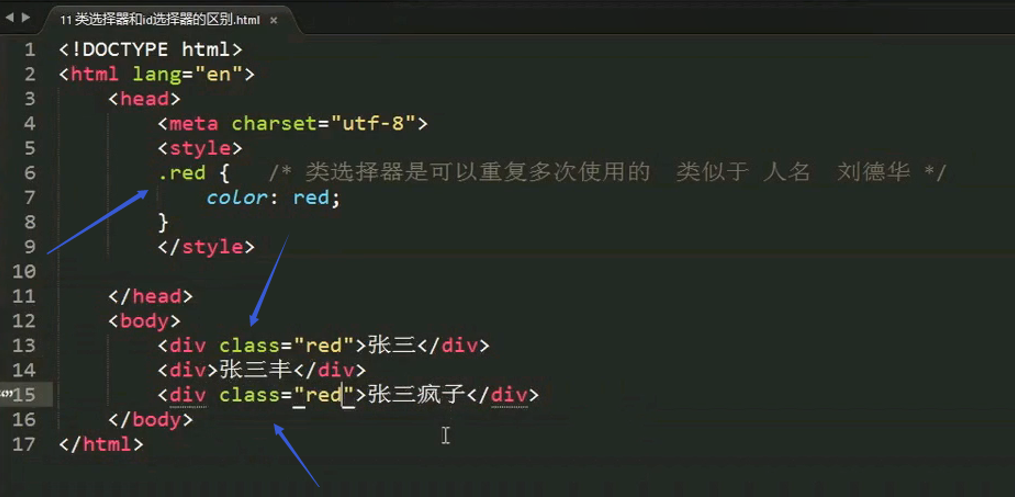 11 类选择器和id选择器的区别.html ×
1 <!DOCTYPE html>
2 <html lang="en">
3     <head>
4         <meta charset="utf-8">
5         <style>
6         .red {   /* 类选择器是可以重复多次使用的  类似于 人名  刘德华 */
7             color: red;
8         }
9         </style>
10
11     </head>
12     <body>
13         <div class="red">张三</div>
14         <div>张三丰</div>
15         <div class="red">张三疯子</div>
16     </body>
17 </html>